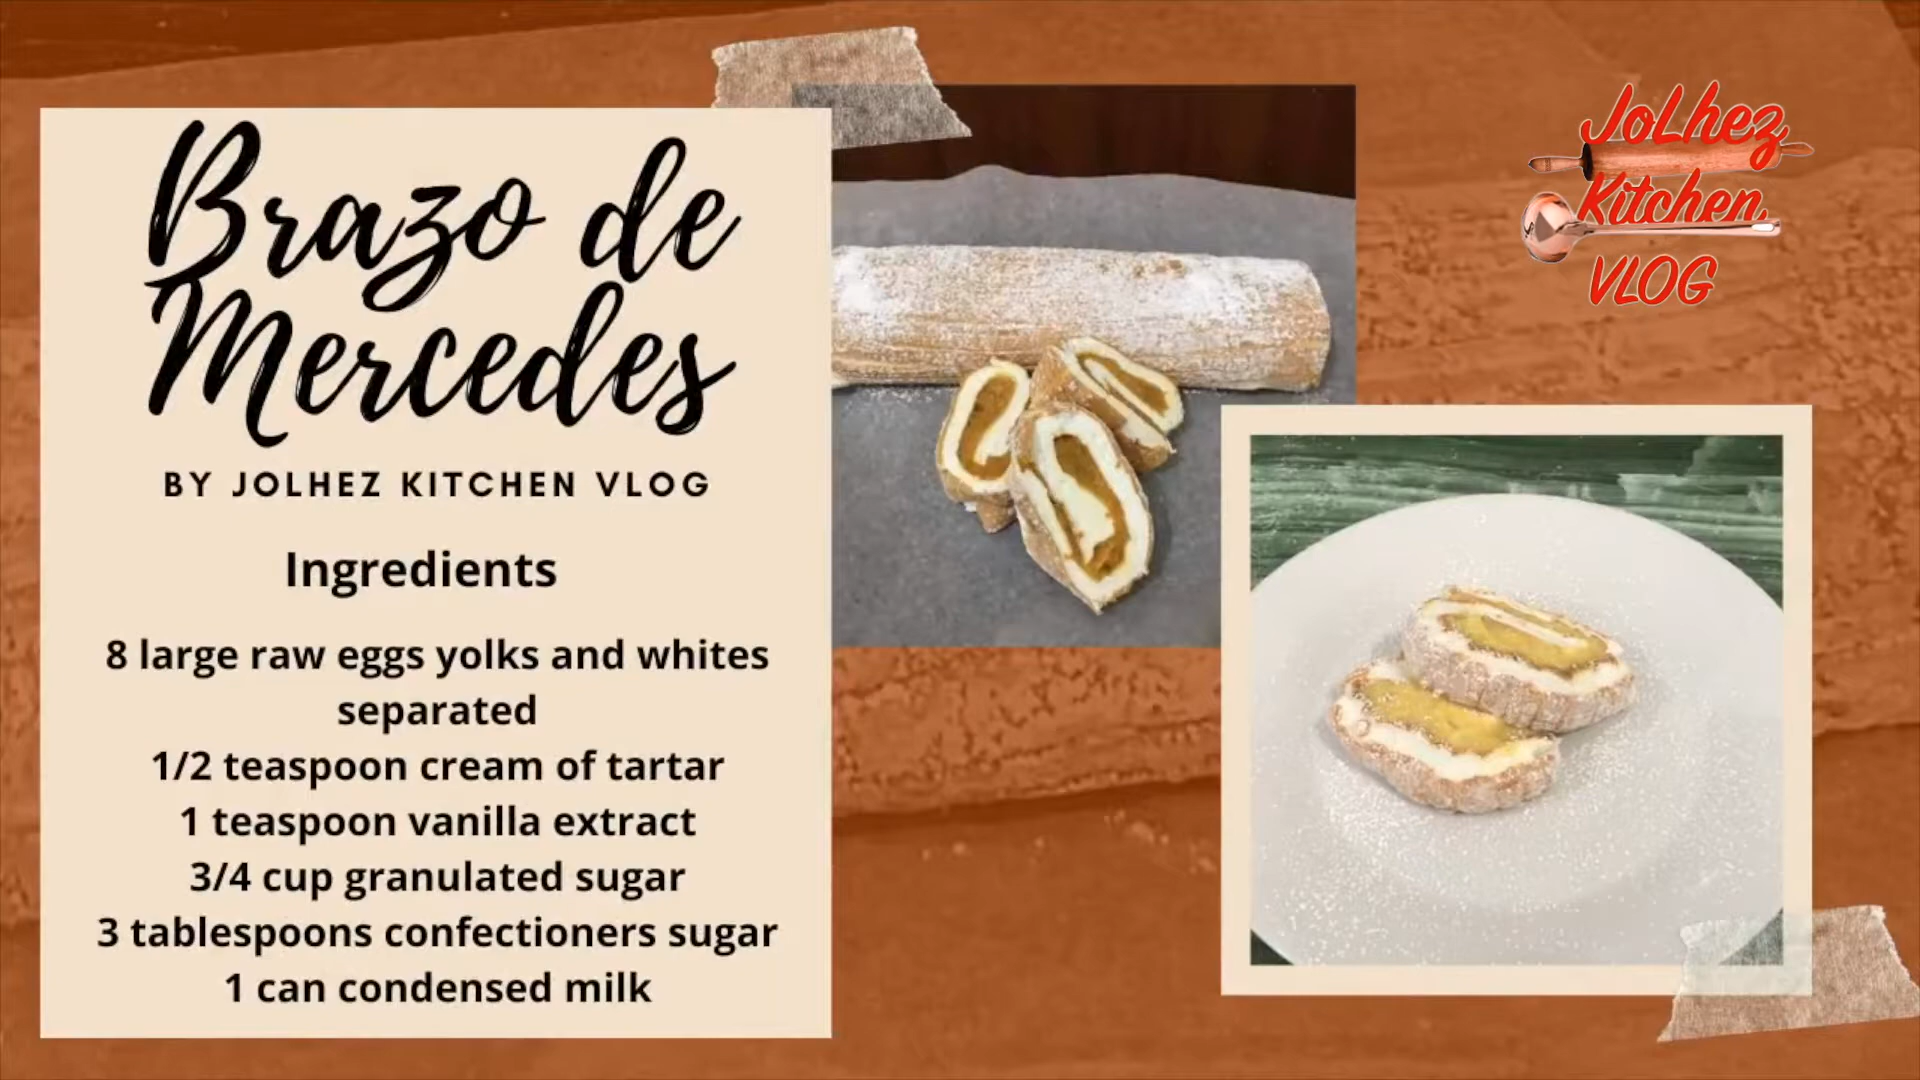 Brazo de
Mercedes
BY JOLHEZ KITCHEN VLOG
Ingredients
8 large raw eggs yolks and whites
separated
1/2 teaspoon cream of tartar
1 teaspoon vanilla extract
3/4 cup granulated sugar
3 tablespoons confectioners sugar
1 can condensed milk
JoLhez
Kitchen
VLOG